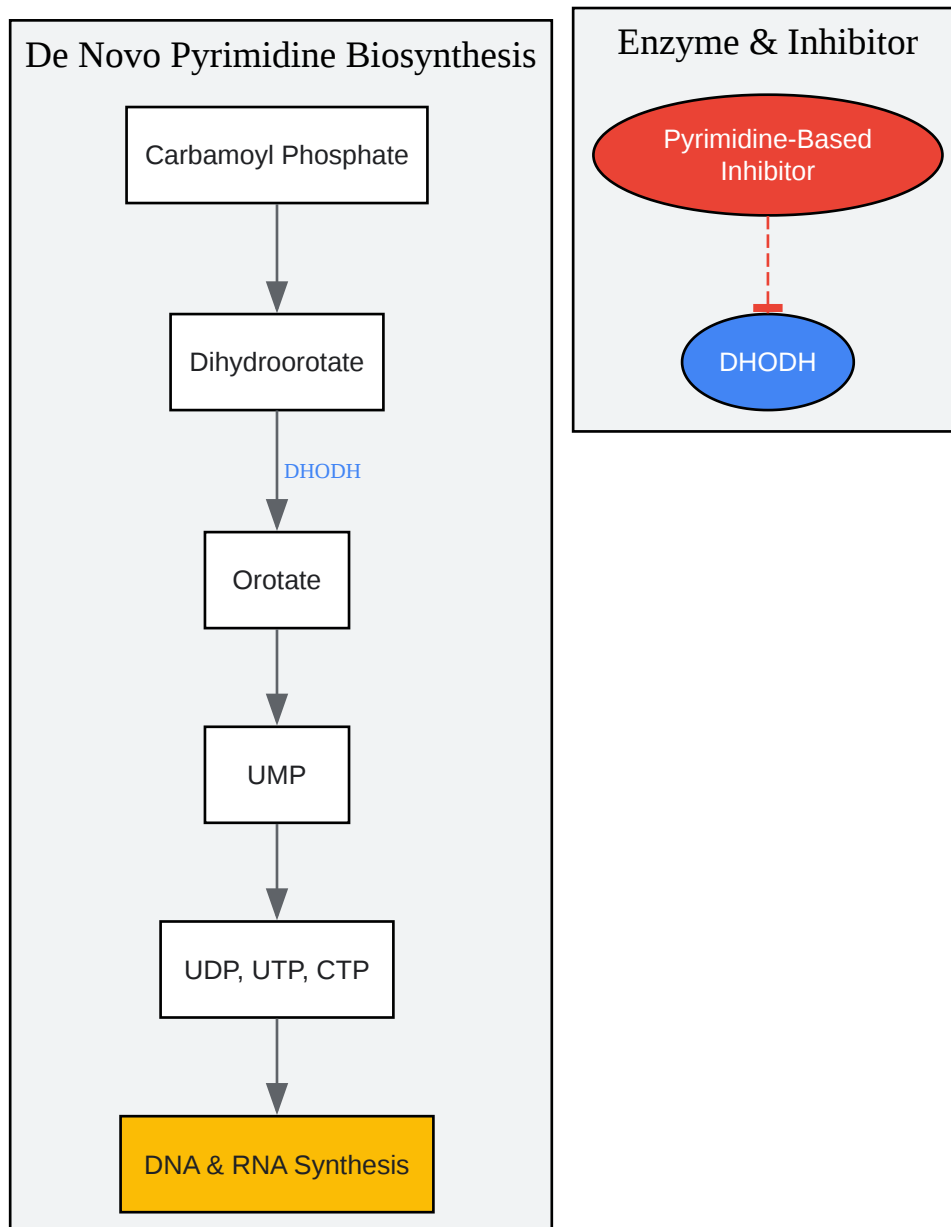 De Novo Pyrimidine Biosynthesis
Carbamoyl Phosphate
Dihydroorotate
DHODH
Orotate
UMP
UDP, UTP, CTP
DNA & RNA Synthesis
Enzyme & Inhibitor
Pyrimidine-Based
Inhibitor
DHODH